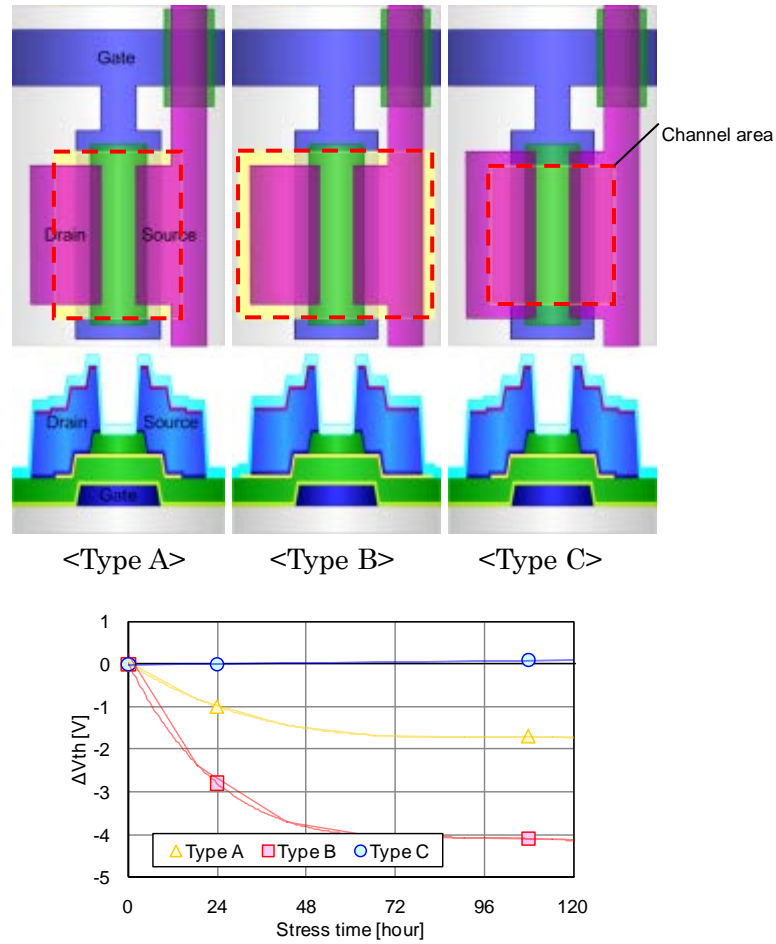 Gate
Channel area
Drain
Source
Drain
Source
Gate
<Type A>
<Type B>
<Type C>
1
0
-1
-2
-3
-4
-5
ΔVth [V]
Type A
Type B
Type C
0
24
48
72
96
120
Stress time [hour]